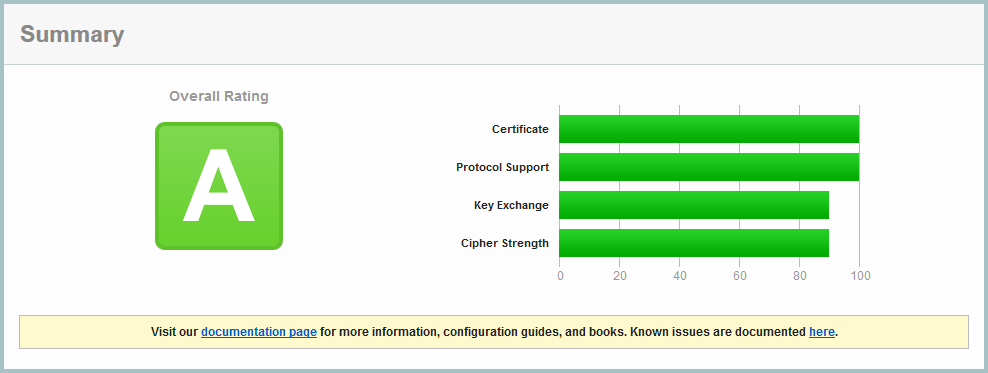 Summary
Overall Rating
A
Certificate
Protocol Support
Key Exchange
Cipher Strength
0 20 40 60 80 100
Visit our documentation page for more information, configuration guides, and books. Known issues are documented here.